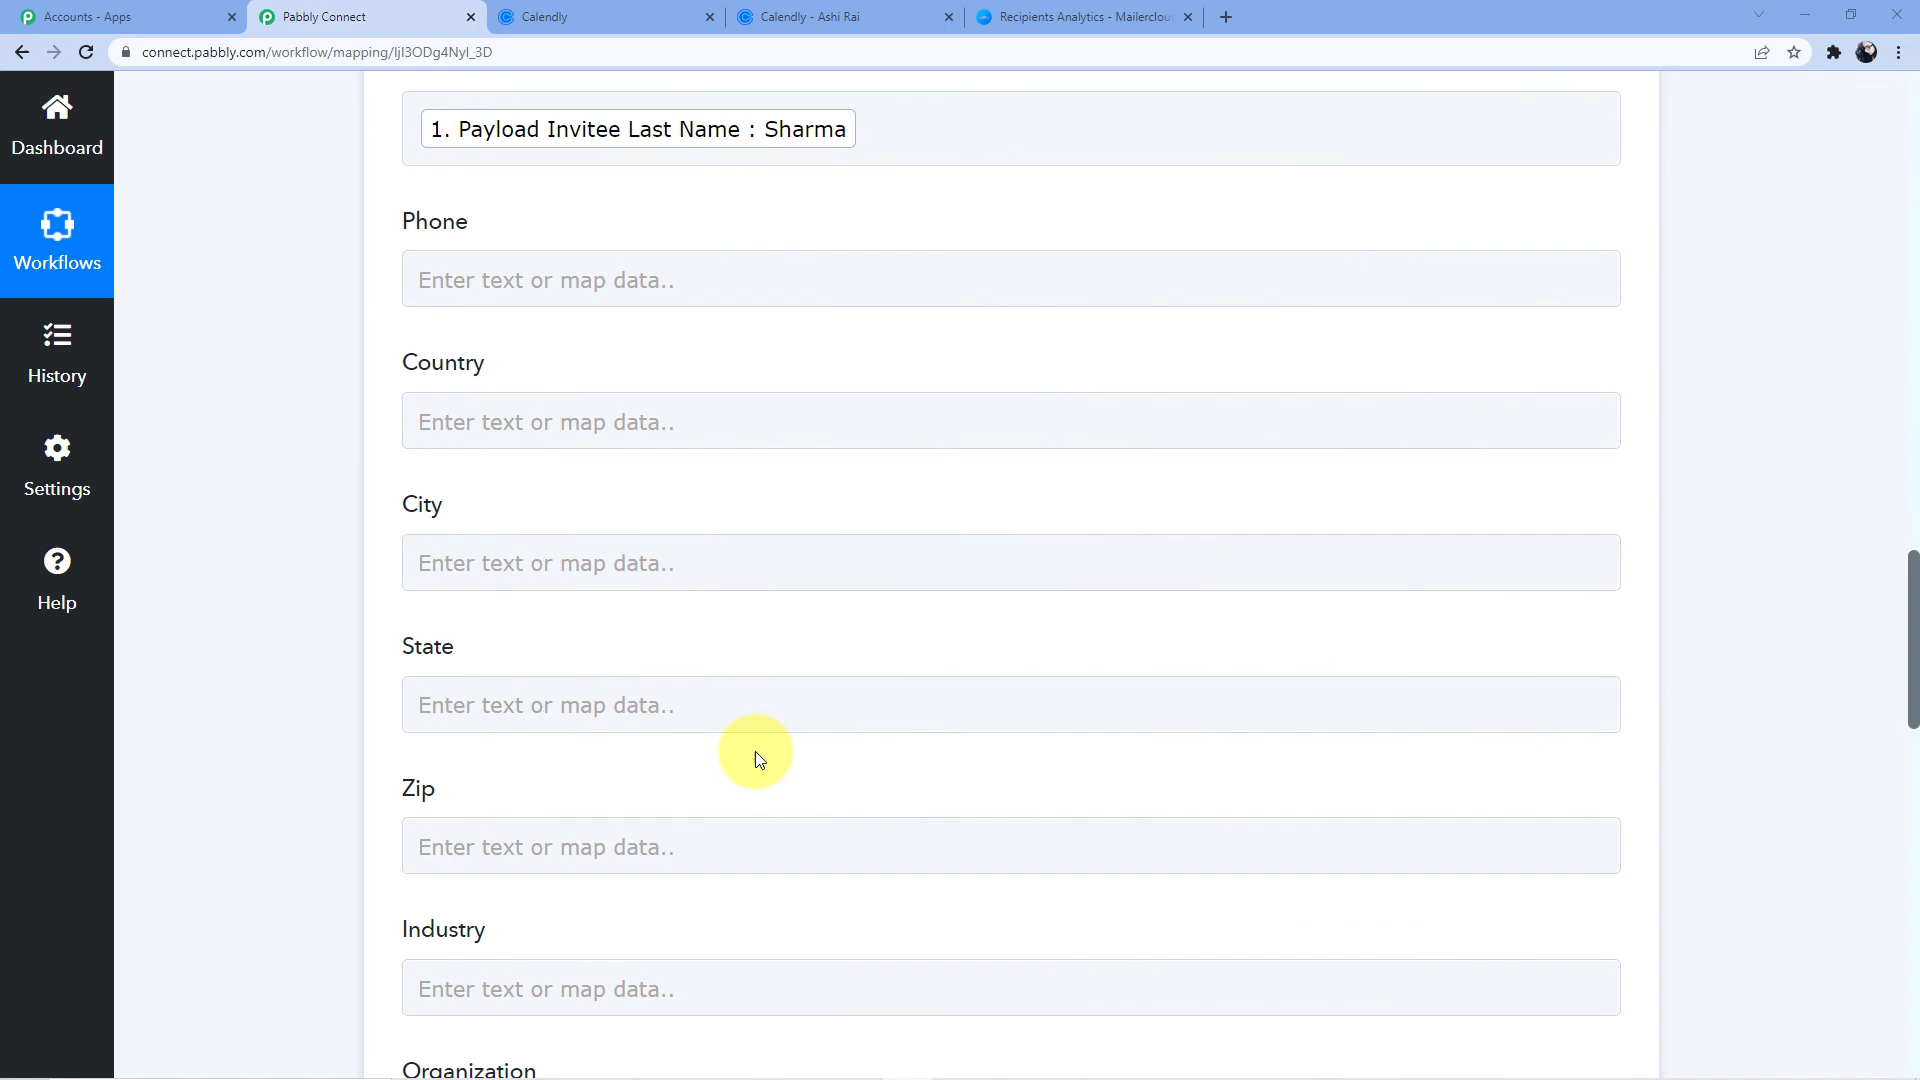 Accounts - Apps
Pabbly Connect
Calendly
Calendly - Ashi Rai
Recipients Analytics - Mailerclou
connect.pabbly.com/workflow/mapping/IjI3ODg4NyI_3D
Dashboard
Workflows
History
Settings
Help
1. Payload Invitee Last Name : Sharma
Phone
Enter text or map data..
Country
Enter text or map data..
City
Enter text or map data..
State
Enter text or map data..
Zip
Enter text or map data..
Industry
Enter text or map data..
Organization